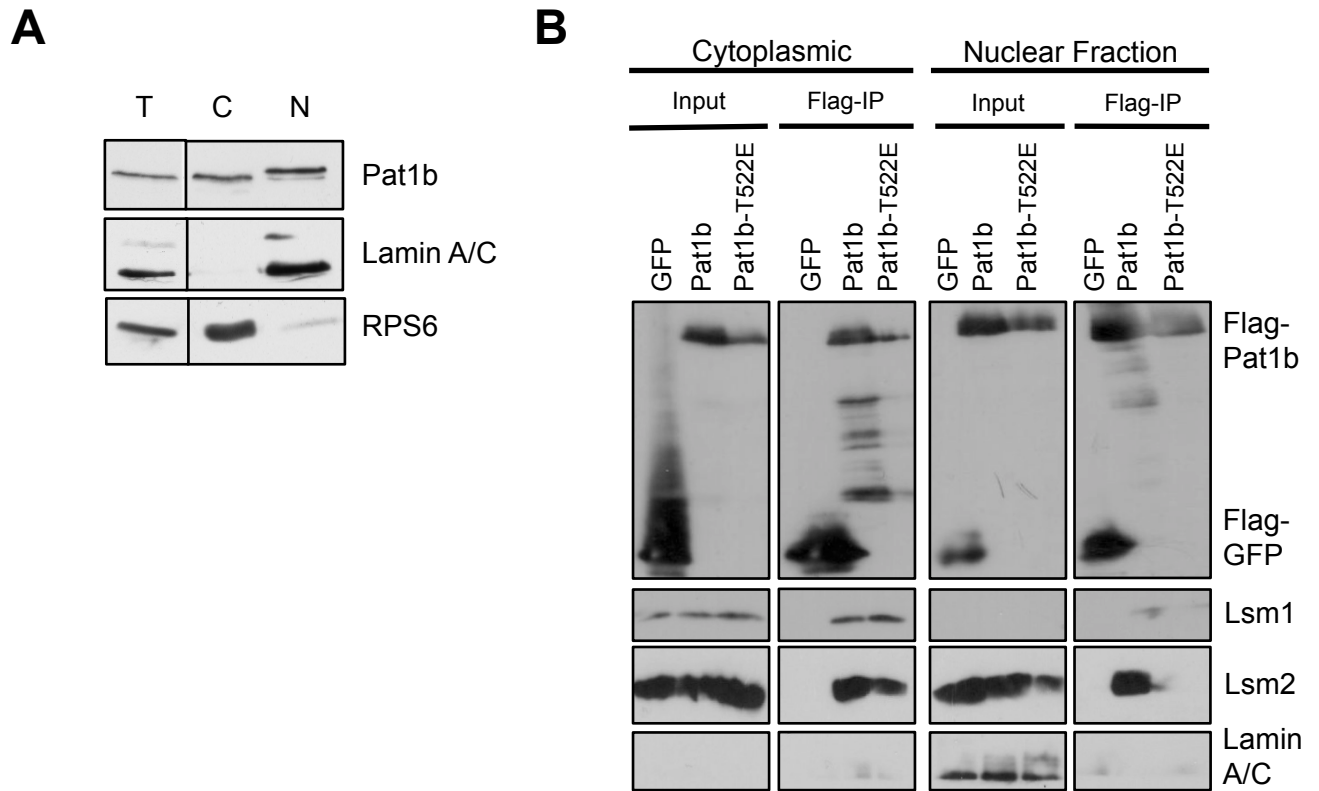 A
T C N
Pat1b
Lamin A/C
RPS6
B
Cytoplasmic Nuclear Fraction
Input Flag-IP Input Flag-IP
GFP Pat1b Pat1b-T522E GFP Pat1b Pat1b-T522E GFP Pat1b Pat1b-T522E GFP Pat1b Pat1b-T522E
Flag-
Pat1b
Flag-
GFP
Lsm1
Lsm2
Lamin
A/C